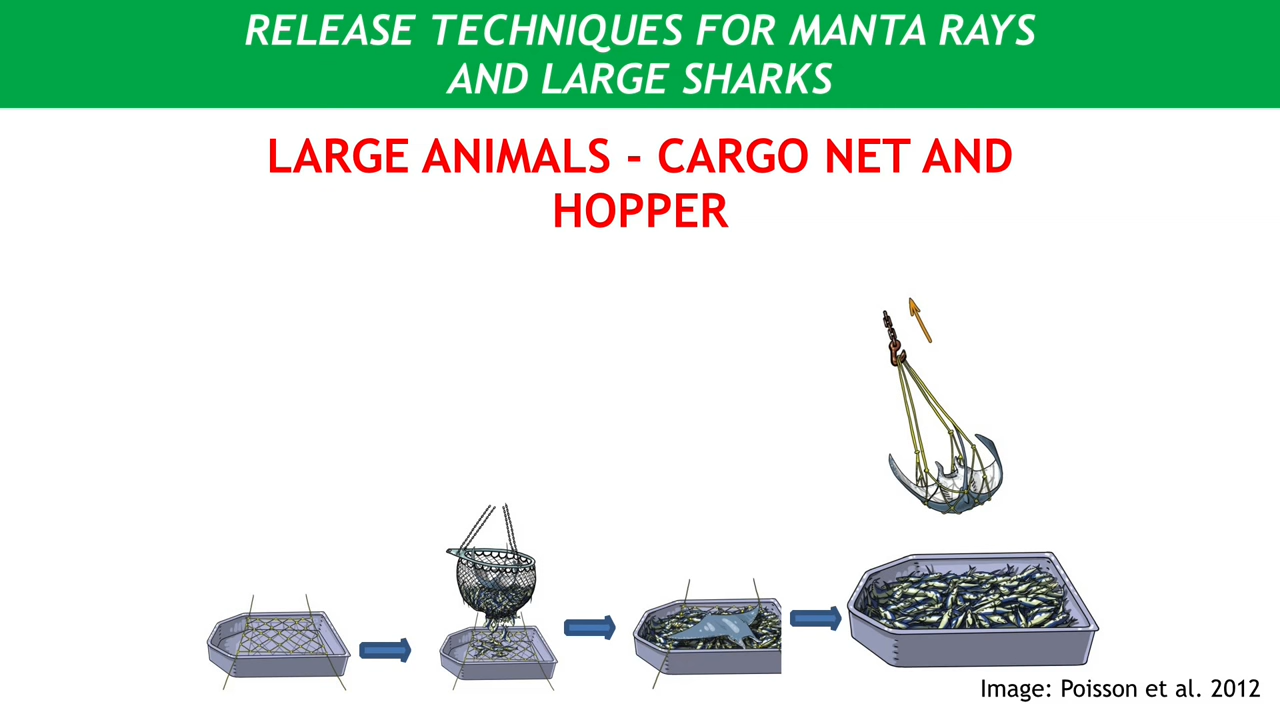 RELEASE TECHNIQUES FOR MANTA RAYS
AND LARGE SHARKS
LARGE ANIMALS - CARGO NET AND
HOPPER
Image: Poisson et al. 2012